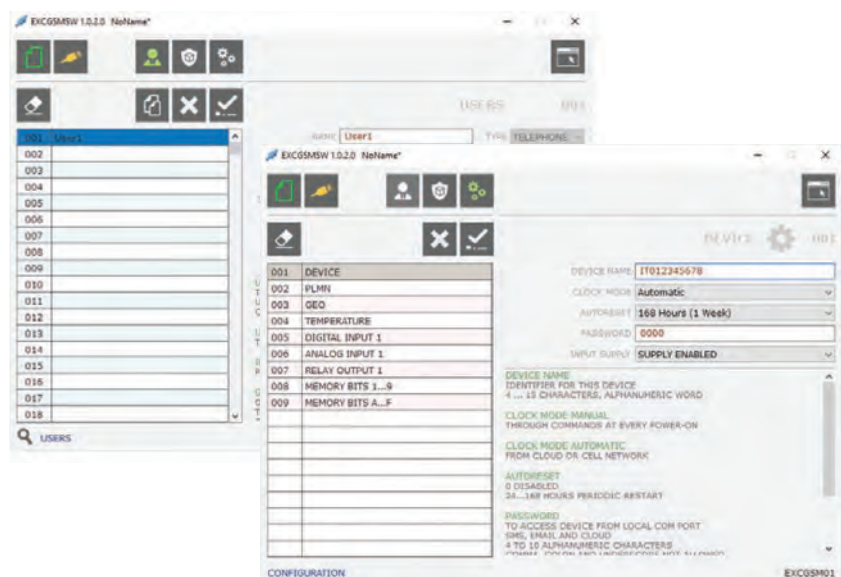 EXCGSMSW 1.0.2.0 NoName*
USERS 001
NAME User1 TYPE TELEPHONE
001 User1
002
003
004
005
006
007
008
009
010
011
012
013
014
015
016
017
018
USERS
EXCGSMSW 1.0.2.0 NoName*
DEVICE 001
001 DEVICE
002 PLMN
003 GEO
004 TEMPERATURE
005 DIGITAL INPUT 1
006 ANALOG INPUT 1
007 RELAY OUTPUT 1
008 MEMORY BITS 1...9
009 MEMORY BITS A...F
DEVICE NAME IT012345678
CLOCK MODE Automatic
AUTORESET 168 Hours (1 Week)
PASSWORD 0000
INPUT SUPPLY SUPPLY ENABLED
DEVICE NAME
IDENTIFIER FOR THIS DEVICE
4 ... 15 CHARACTERS, ALPHANUMERIC WORD
CLOCK MODE MANUAL
THROUGH COMMANDS AT EVERY POWER-ON
CLOCK MODE AUTOMATIC
FROM CLOUD OR CELL NETWORK
AUTORESET
0 DISABLED
24...168 HOURS PERIODIC RESTART
PASSWORD
TO ACCESS DEVICE FROM LOCAL COM PORT
SMS, EMAIL AND CLOUD
4 TO 10 ALPHANUMERIC CHARACTERS
COMMA, COLON AND UNDERSCORE NOT ALLOWED
CONFIGURATION
EXCGSM01